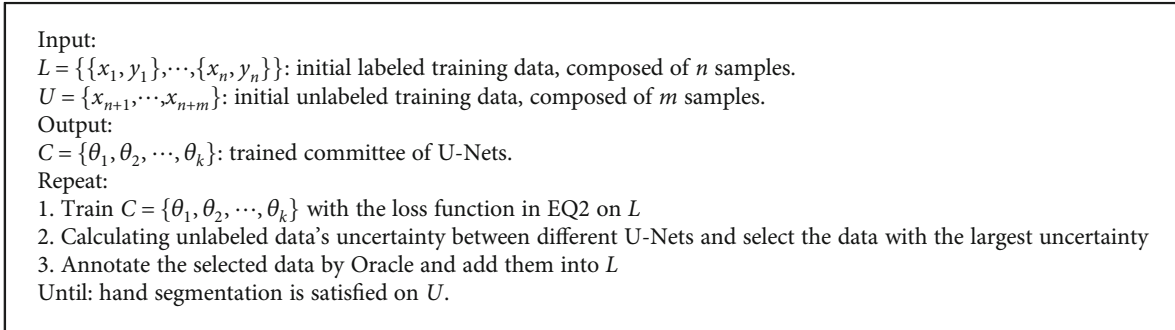 Input:
L = {{x₁, y₁},⋯,{xₙ, yₙ}}: initial labeled training data, composed of n samples.
U = {xₙ₊₁,⋯,xₙ₊ₘ}: initial unlabeled training data, composed of m samples.
Output:
C = {θ₁, θ₂, ⋯, θₖ}: trained committee of U-Nets.
Repeat:
1. Train C = {θ₁, θ₂, ⋯, θₖ} with the loss function in EQ2 on L
2. Calculating unlabeled data's uncertainty between different U-Nets and select the data with the largest uncertainty
3. Annotate the selected data by Oracle and add them into L
Until: hand segmentation is satisfied on U.